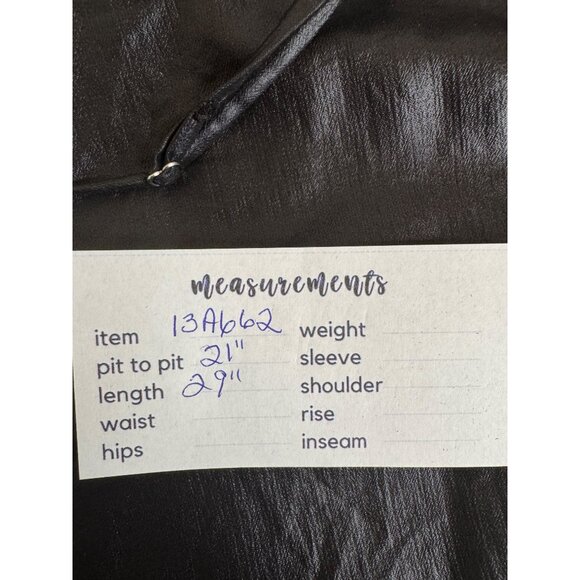 measurements
item 13A662 weight
pit to pit 21" sleeve
length 29" shoulder
waist rise
hips inseam